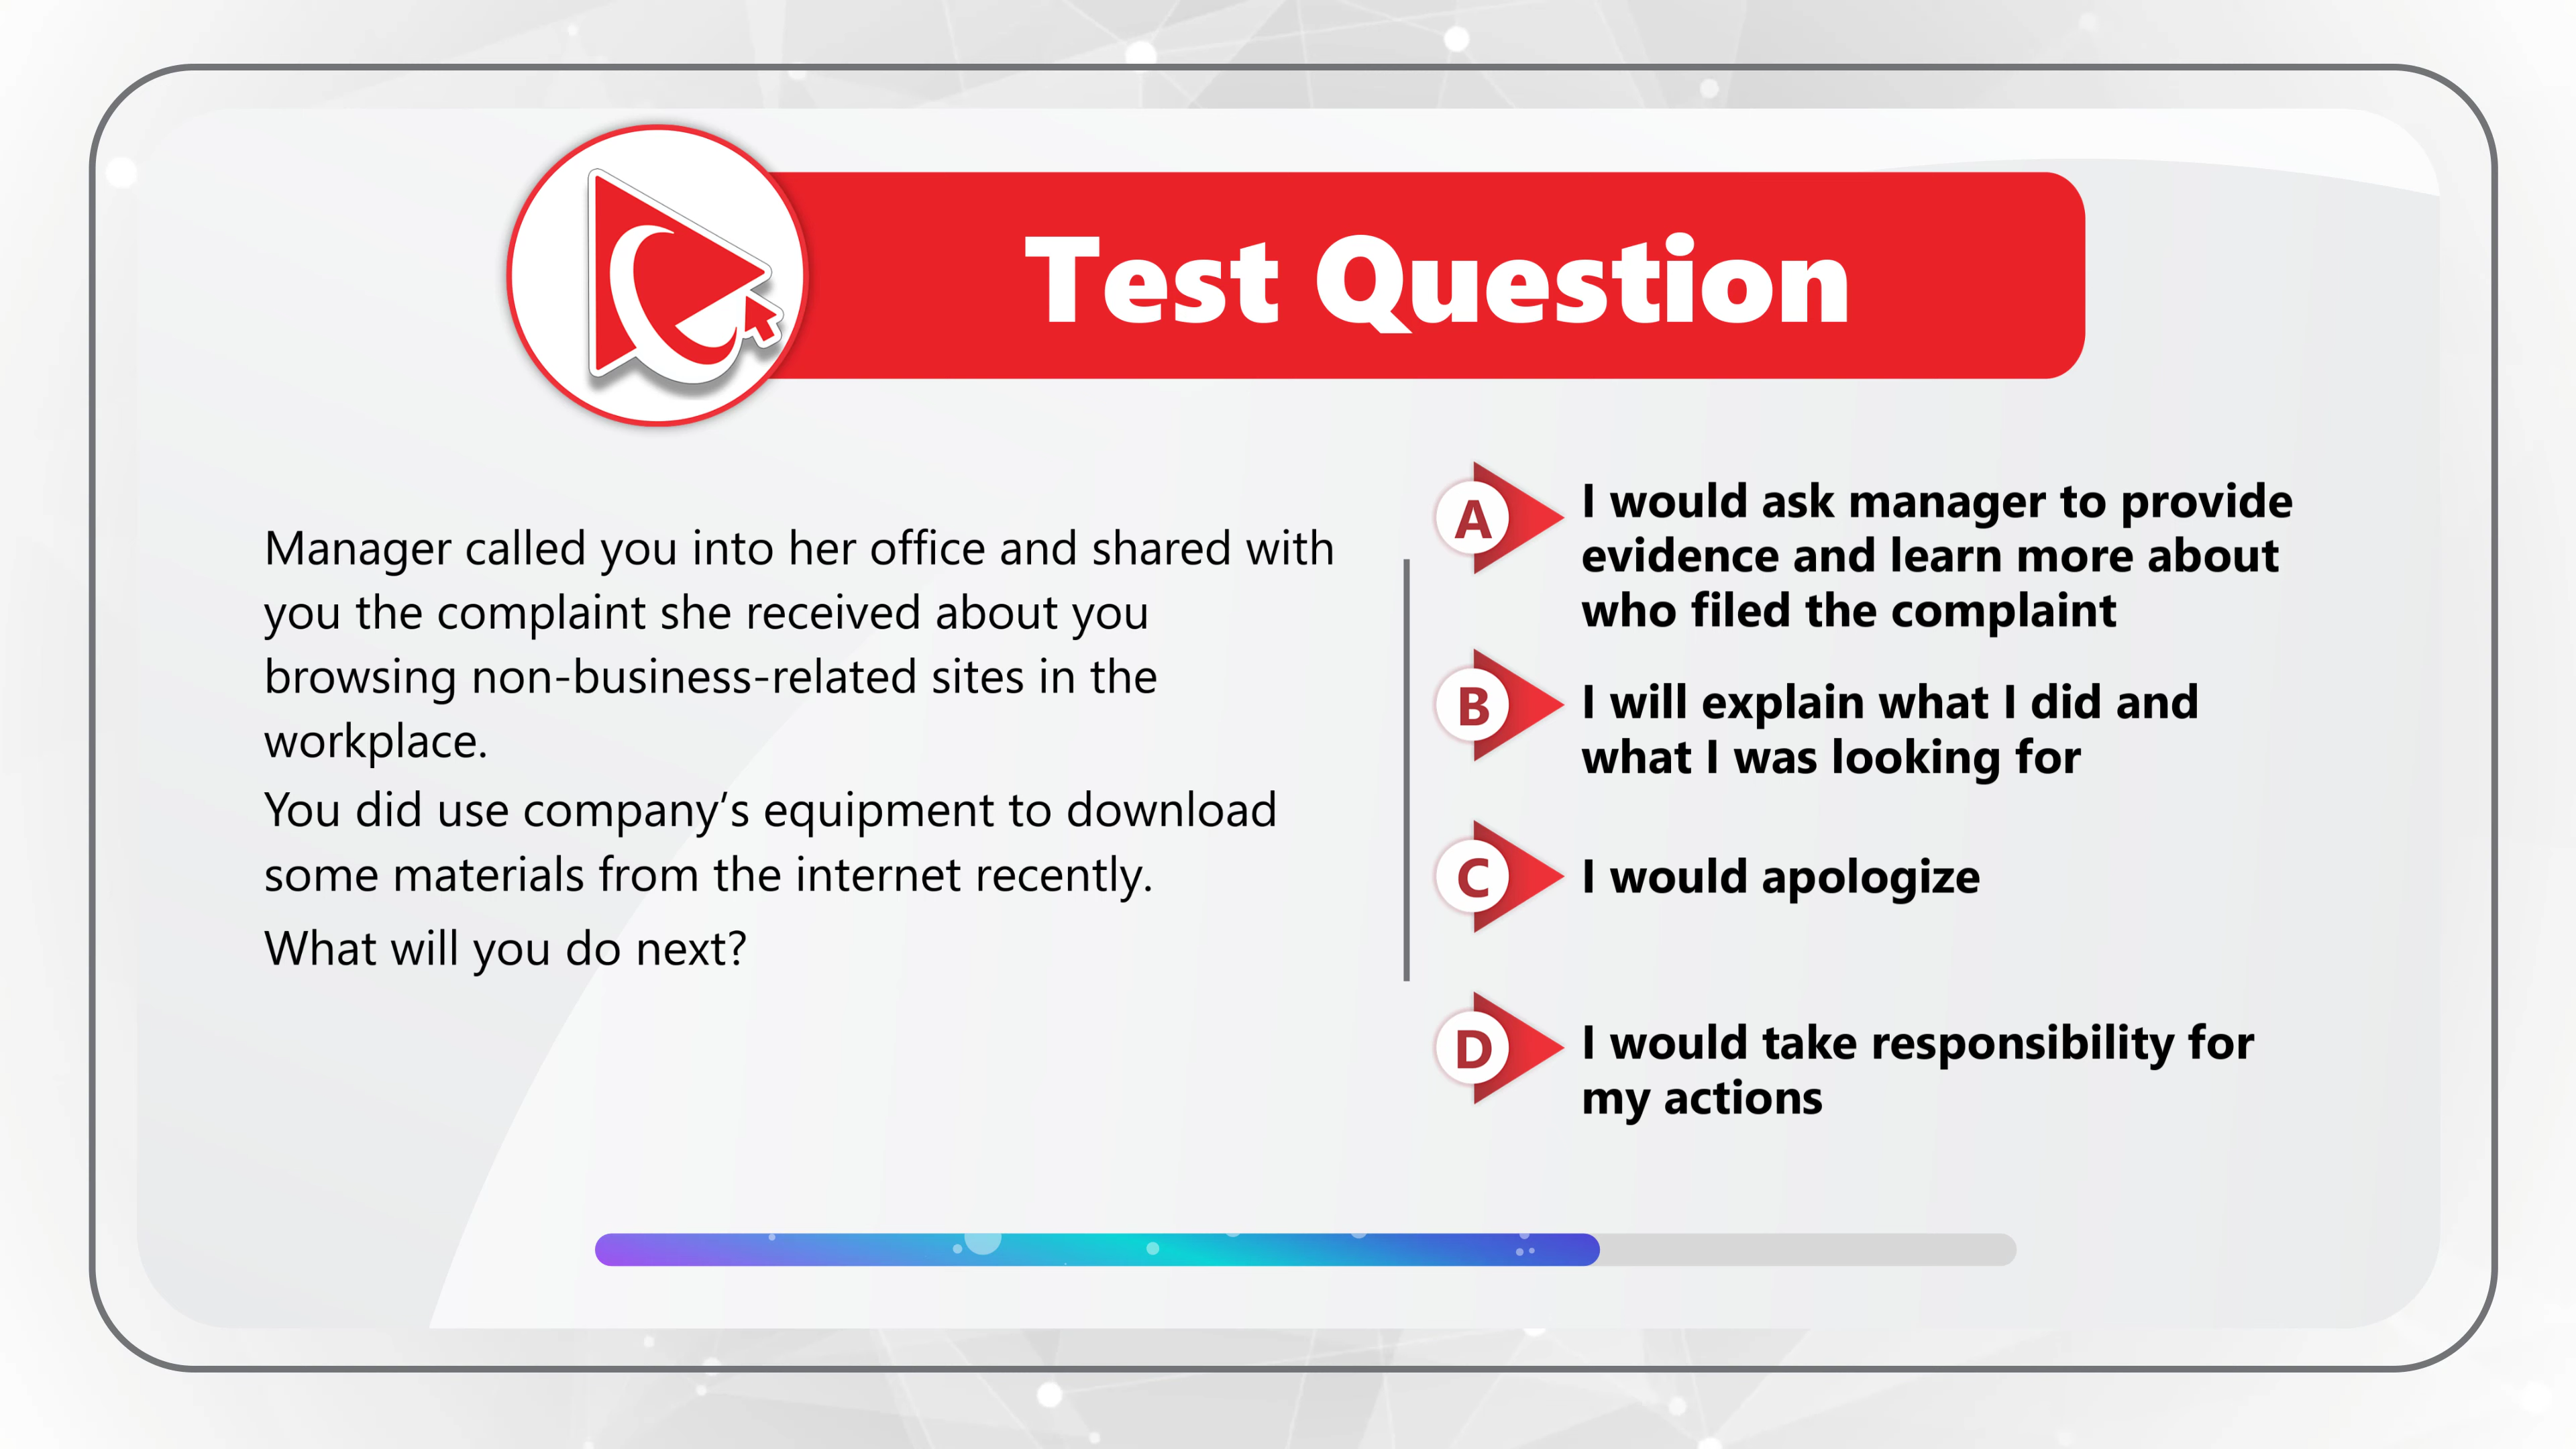 Test Question
Manager called you into her office and shared with
you the complaint she received about you
browsing non-business-related sites in the
workplace.
You did use company’s equipment to download
some materials from the internet recently.
What will you do next?
A
I would ask manager to provide
evidence and learn more about
who filed the complaint
B
I will explain what I did and
what I was looking for
C
I would apologize
D
I would take responsibility for
my actions